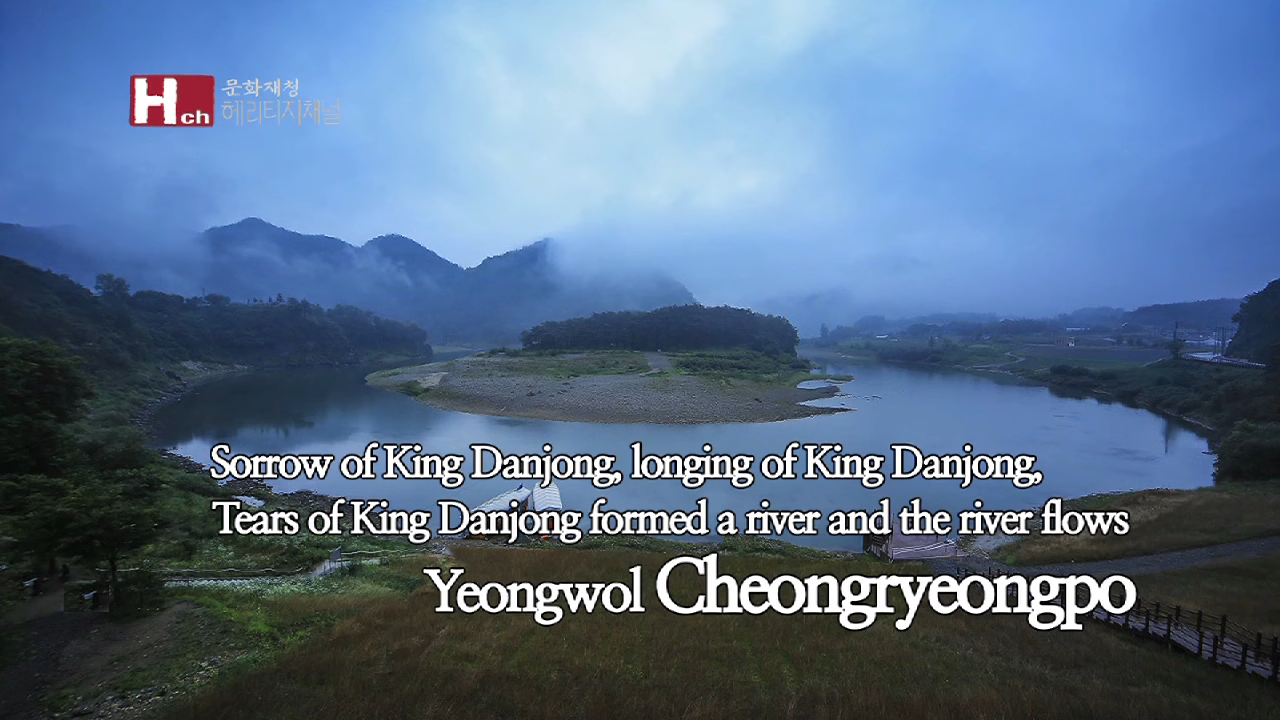 Hch 문화재청
헤리티지채널
Sorrow of King Danjong, longing of King Danjong,
Tears of King Danjong formed a river and the river flows
Yeongwol Cheongryeongpo